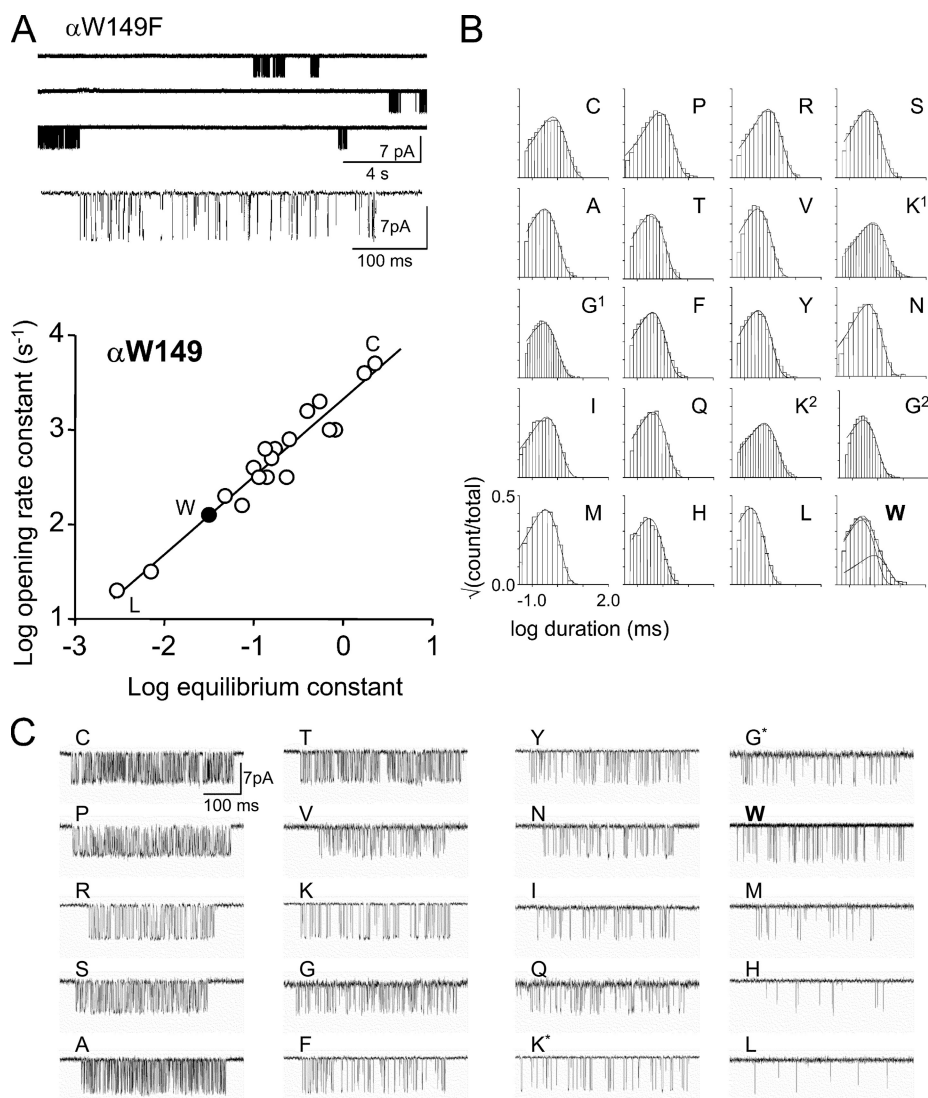 A
αW149F
7 pA
4 s
7pA
100 ms
Log opening rate constant (s⁻¹)
4
3
2
1
αW149
C
W
L
-3 -2 -1 0 1
Log equilibrium constant
B
C P R S
A T V K¹
G¹ F Y N
I Q K² G²
M H L W
√(count/total)
0.5
0.0
-1.0 2.0
log duration (ms)
C
C T Y G*
7pA
100 ms
P V N W
R K I M
S G Q H
A F K* L